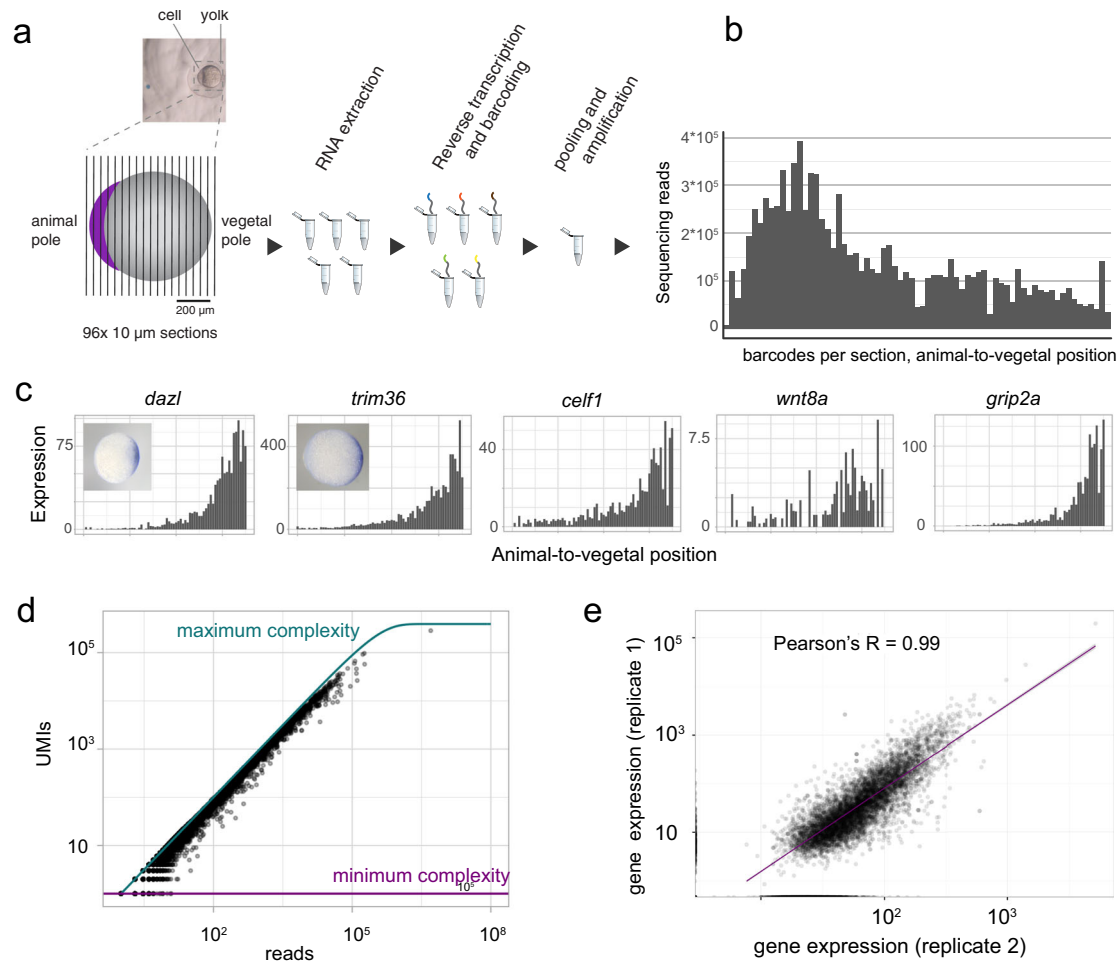 a
cell
yolk
animal
pole
vegetal
pole
200 µm
96x 10 µm sections
RNA extraction
Reverse transcription
and barcoding
pooling and
amplification
b
Sequencing reads
4*10⁵
3*10⁵
2*10⁵
10⁵
0
barcodes per section, animal-to-vegetal position
c
Expression
dazl
75
0
trim36
400
0
celf1
40
0
wnt8a
7.5
0
grip2a
100
0
Animal-to-vegetal position
d
UMIs
10⁵
10³
10
maximum complexity
minimum complexity
10⁵
10²
10⁵
10⁸
reads
e
gene expression (replicate 1)
10⁵
10³
10
Pearson's R = 0.99
10²
10³
gene expression (replicate 2)